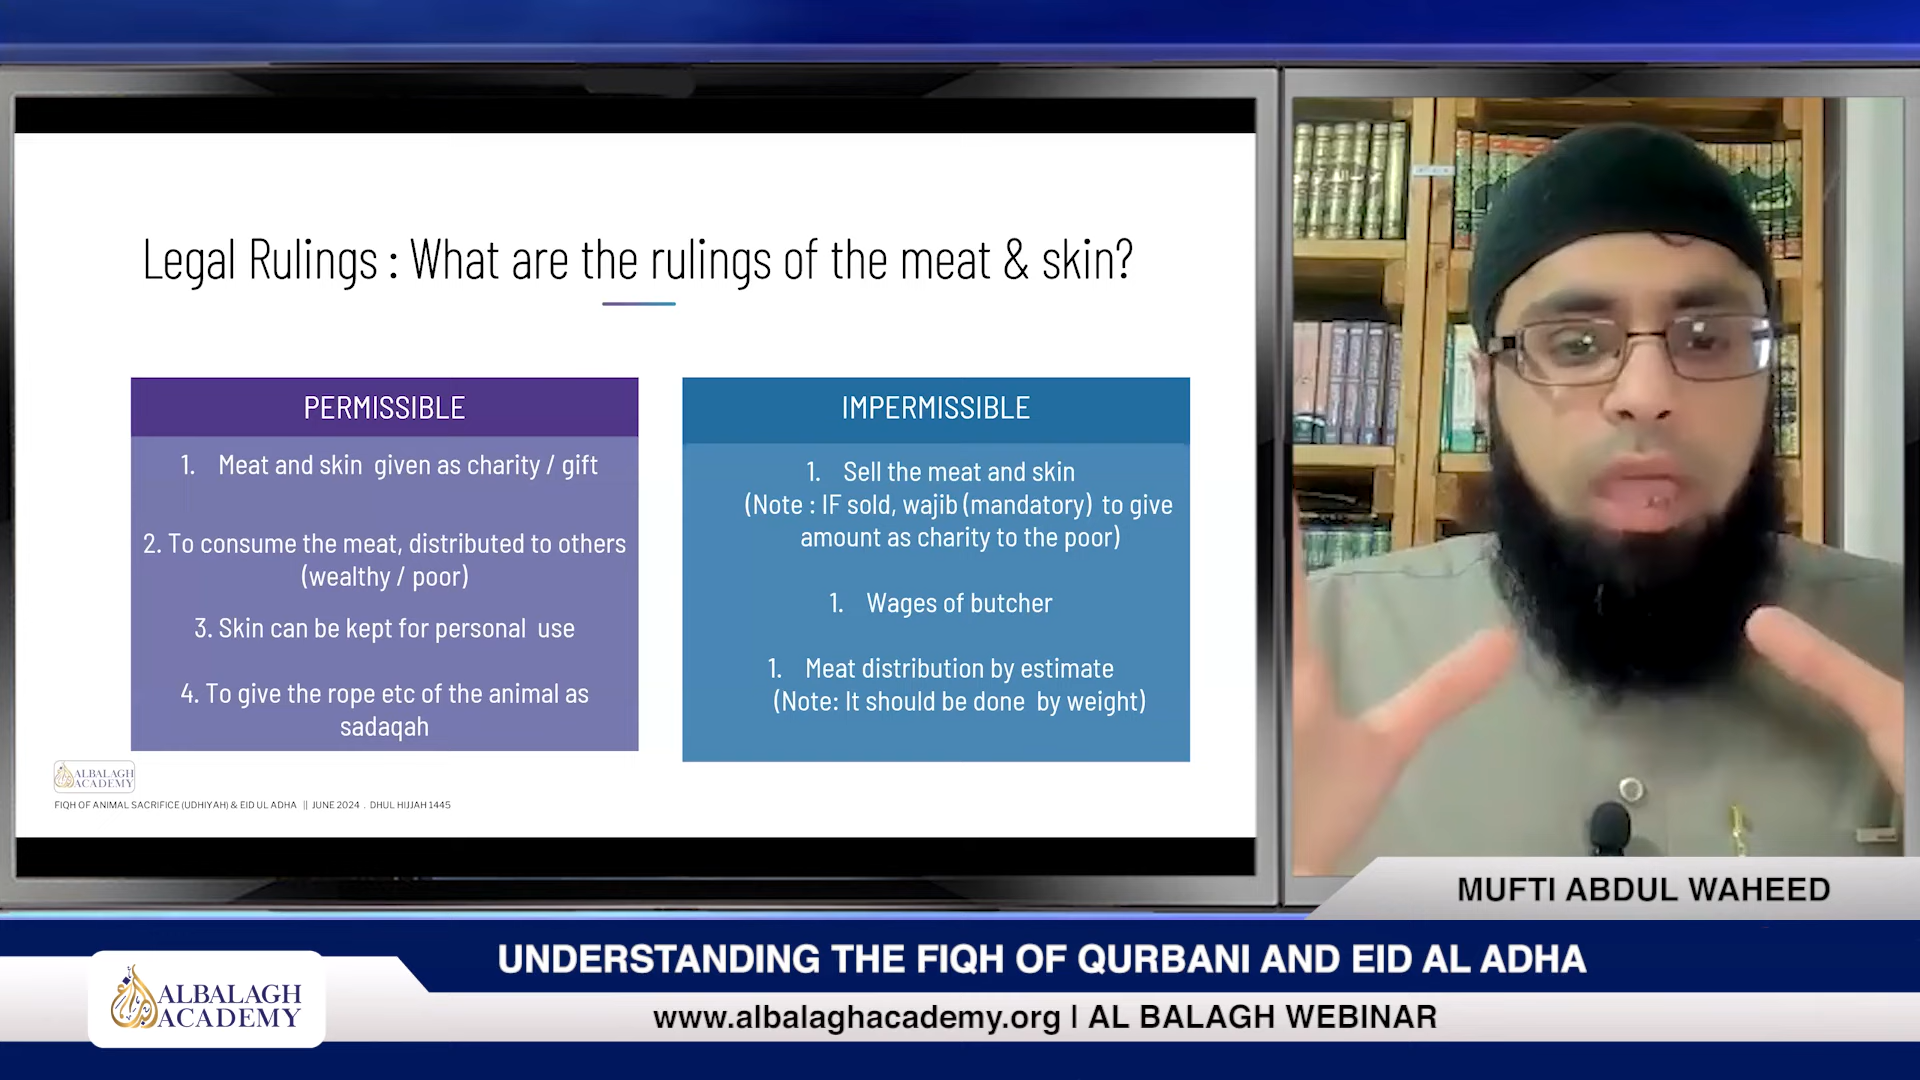 Legal Rulings : What are the rulings of the meat & skin?
PERMISSIBLE
1. Meat and skin given as charity / gift
2. To consume the meat, distributed to others
(wealthy / poor)
3. Skin can be kept for personal use
4. To give the rope etc of the animal as
sadaqah
IMPERMISSIBLE
1. Sell the meat and skin
(Note : IF sold, wajib (mandatory) to give
amount as charity to the poor)
1. Wages of butcher
1. Meat distribution by estimate
(Note: It should be done by weight)
ALBALAGH
ACADEMY
FIQH OF ANIMAL SACRIFICE (UDHIYAH) & EID UL ADHA || JUNE 2024 . DHUL HIJJAH 1445
MUFTI ABDUL WAHEED
UNDERSTANDING THE FIQH OF QURBANI AND EID AL ADHA
ALBALAGH
ACADEMY
www.albalaghacademy.org | AL BALAGH WEBINAR